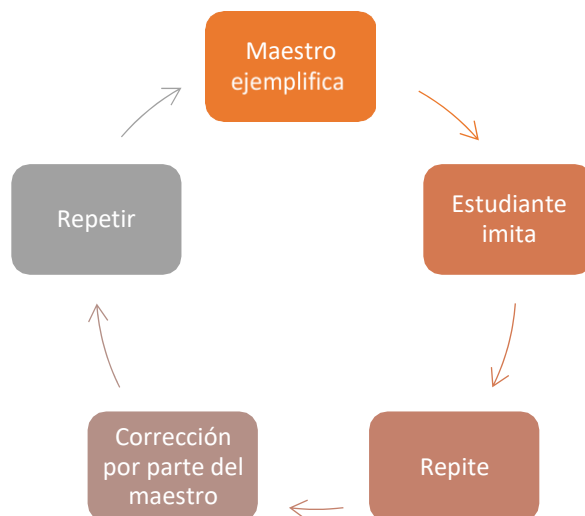 Maestro
ejemplifica
Estudiante
imita
Repite
Corrección
por parte del
maestro
Repetir